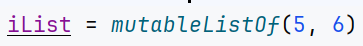 iList = mutableListOf(5, 6)